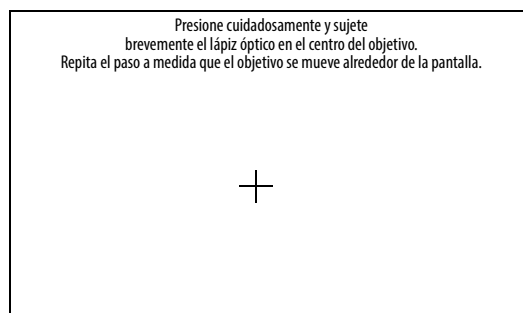 Presione cuidadosamente y sujete
brevemente el lápiz óptico en el centro del objetivo.
Repita el paso a medida que el objetivo se mueve alrededor de la pantalla.